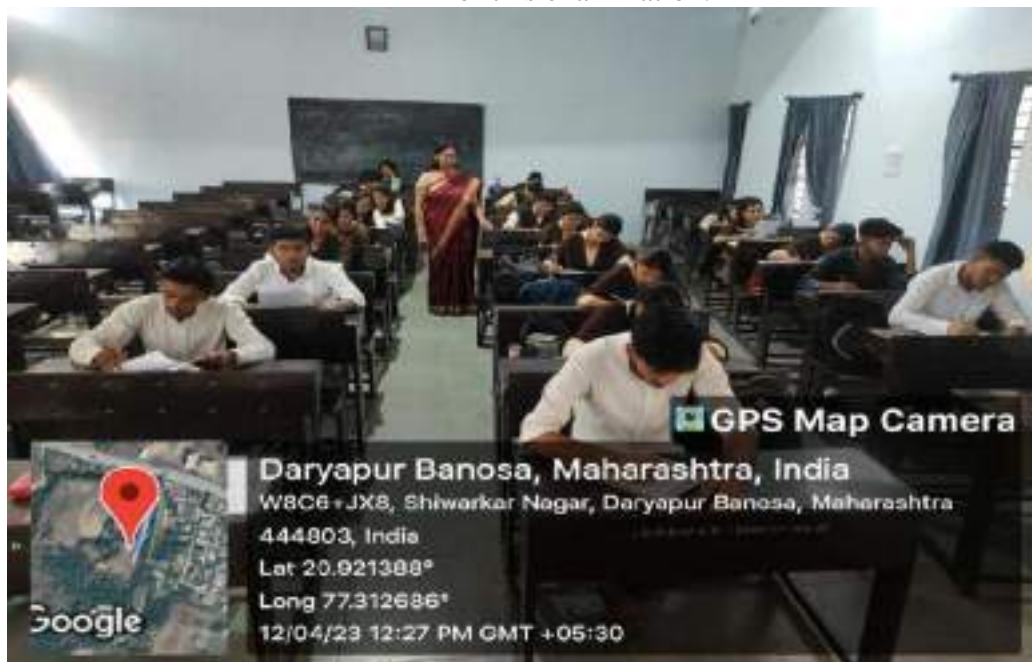 GPS Map Camera
Daryapur Banosa, Maharashtra, India
W8C6+JX8, Shiwarkar Nagar, Daryapur Banosa, Maharashtra
444803, India
Lat 20.921388°
Long 77.312686°
12/04/23 12:27 PM GMT +05:30
Google